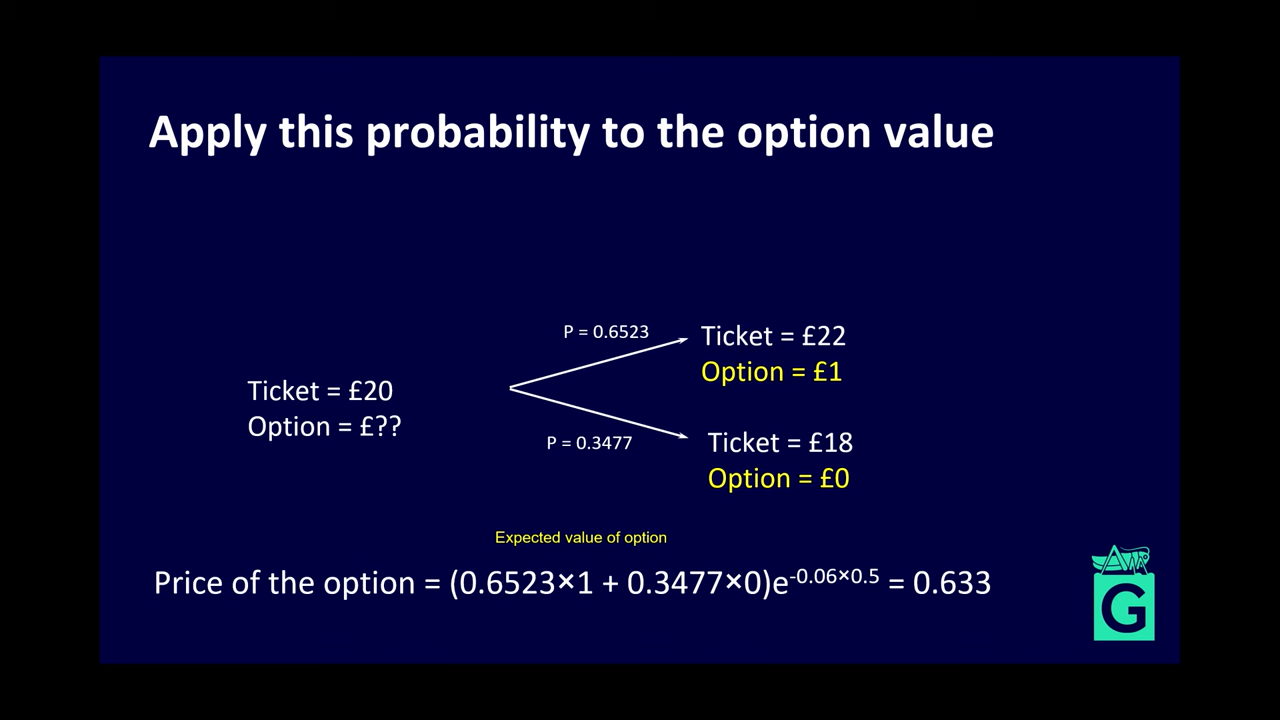 Apply this probability to the option value
P = 0.6523
Ticket = £22
Option = £1
Ticket = £20
Option = £??
P = 0.3477
Ticket = £18
Option = £0
Expected value of option
Price of the option = (0.6523×1 + 0.3477×0)e-0.06×0.5 = 0.633
G